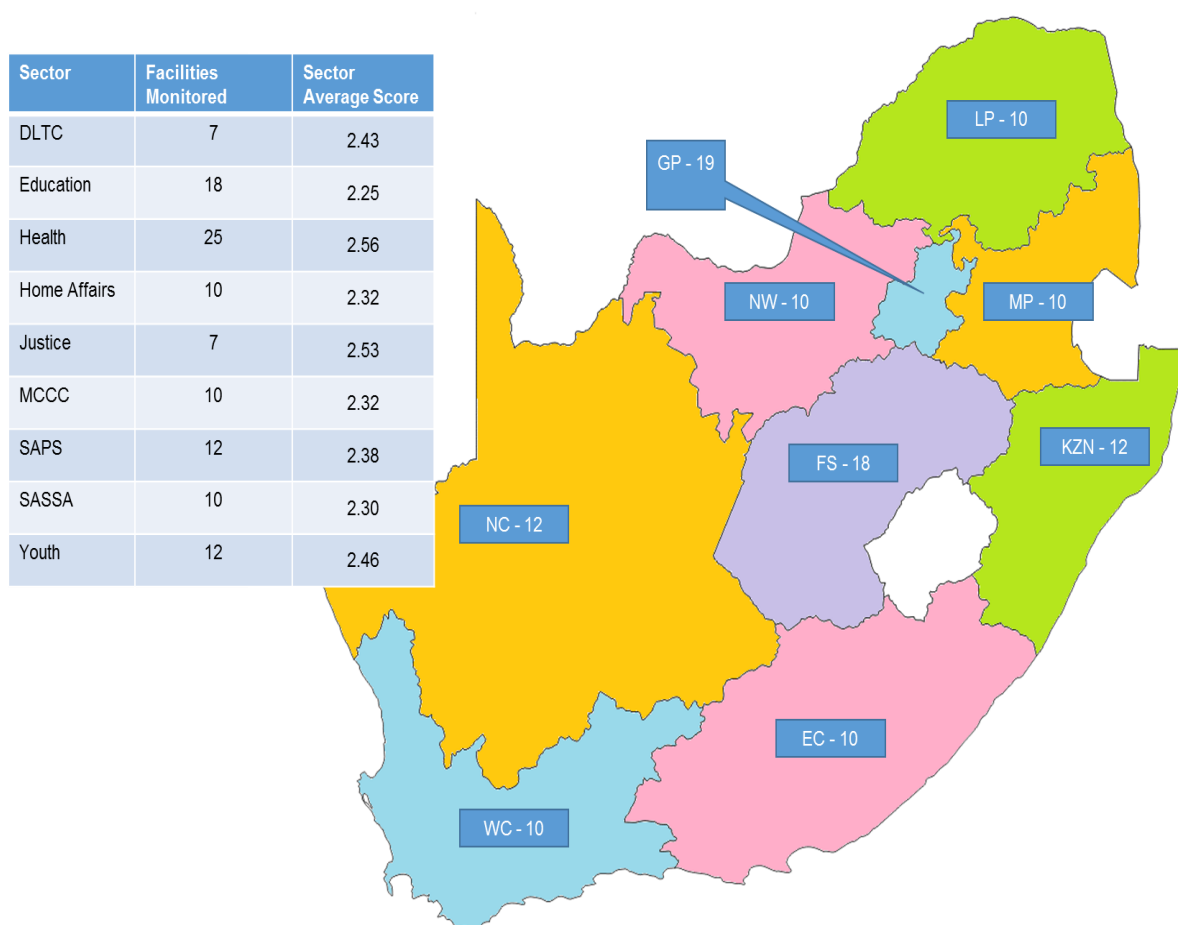 Sector Facilities Monitored Sector Average Score
DLTC 7 2.43
Education 18 2.25
Health 25 2.56
Home Affairs 10 2.32
Justice 7 2.53
MCCC 10 2.32
SAPS 12 2.38
SASSA 10 2.30
Youth 12 2.46
LP - 10
GP - 19
NW - 10
MP - 10
KZN - 12
FS - 18
NC - 12
EC - 10
WC - 10